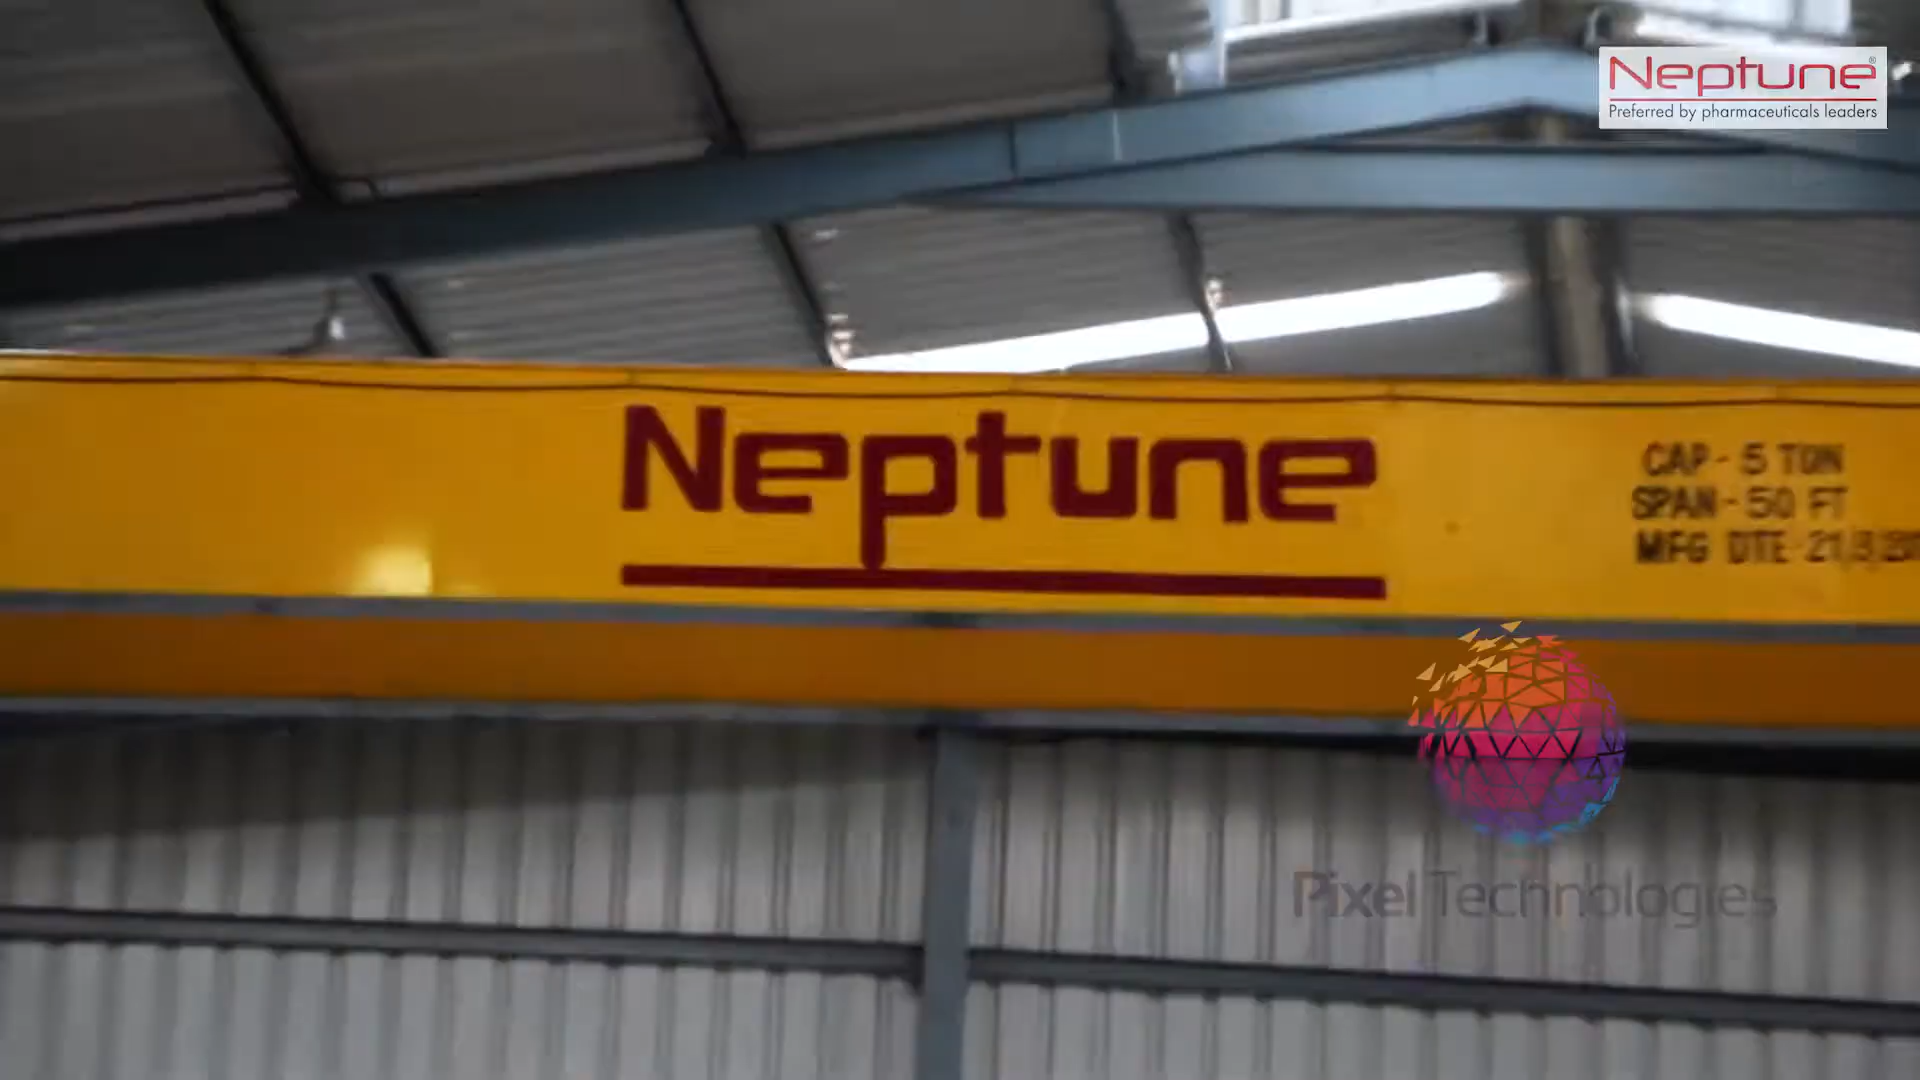 Neptune®
Preferred by pharmaceuticals leaders
Neptune
CAP - 5 TON
SPAN - 50 FT
MFG DTE
Pixel Technologies